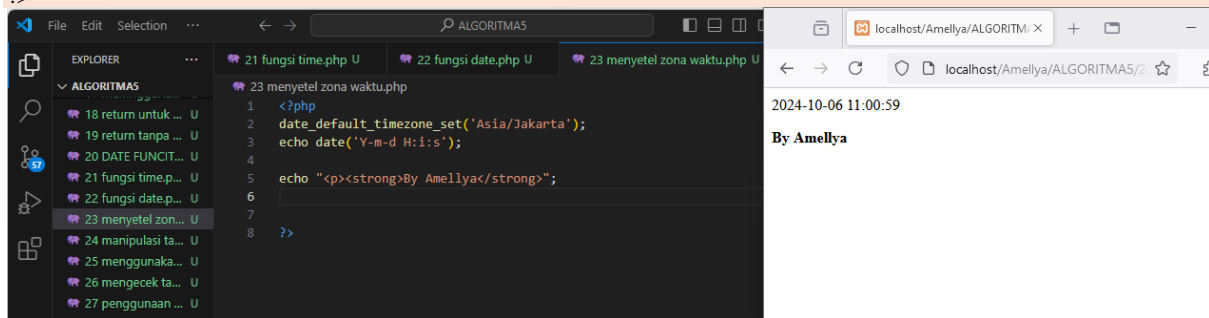 ?>
File Edit Selection ···
ALGORITMA5
EXPLORER ···
ALGORITMA5
18 return untuk ... U
19 return tanpa ... U
20 DATE FUNCIT... U
21 fungsi time.p... U
22 fungsi date.p... U
23 menyetel zon... U
24 manipulasi ta... U
25 menggunaka... U
26 mengecek ta... U
27 penggunaan ... U
57
21 fungsi time.php U
22 fungsi date.php U
23 menyetel zona waktu.php U
23 menyetel zona waktu.php
1 <?php
2 date_default_timezone_set('Asia/Jakarta');
3 echo date('Y-m-d H:i:s');
4
5 echo "<p><strong>By Amellya</strong>";
6
7
8 ?>
localhost/Amellya/ALGORITM
localhost/Amellya/ALGORITMA5/2
2024-10-06 11:00:59
By Amellya